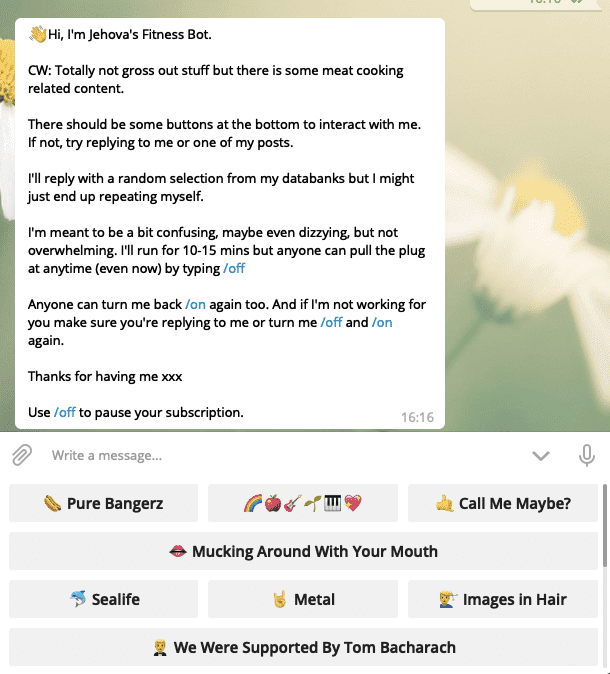 16:16
👋Hi, I'm Jehova's Fitness Bot.
CW: Totally not gross out stuff but there is some meat cooking
related content.
There should be some buttons at the bottom to interact with me.
If not, try replying to me or one of my posts.
I'll reply with a random selection from my databanks but I might
just end up repeating myself.
I'm meant to be a bit confusing, maybe even dizzying, but not
overwhelming. I'll run for 10-15 mins but anyone can pull the plug
at anytime (even now) by typing /off
Anyone can turn me back /on again too. And if I'm not working for
you make sure you're replying to me or turn me /off and /on
again.
Thanks for having me xxx
Use /off to pause your subscription.
16:16
Write a message...
🌭 Pure Bangerz
🌈🍎🎸🌱🎹💖
🤙 Call Me Maybe?
👄 Mucking Around With Your Mouth
🐬 Sealife
🤘 Metal
💇‍♂️ Images in Hair
🤵 We Were Supported By Tom Bacharach